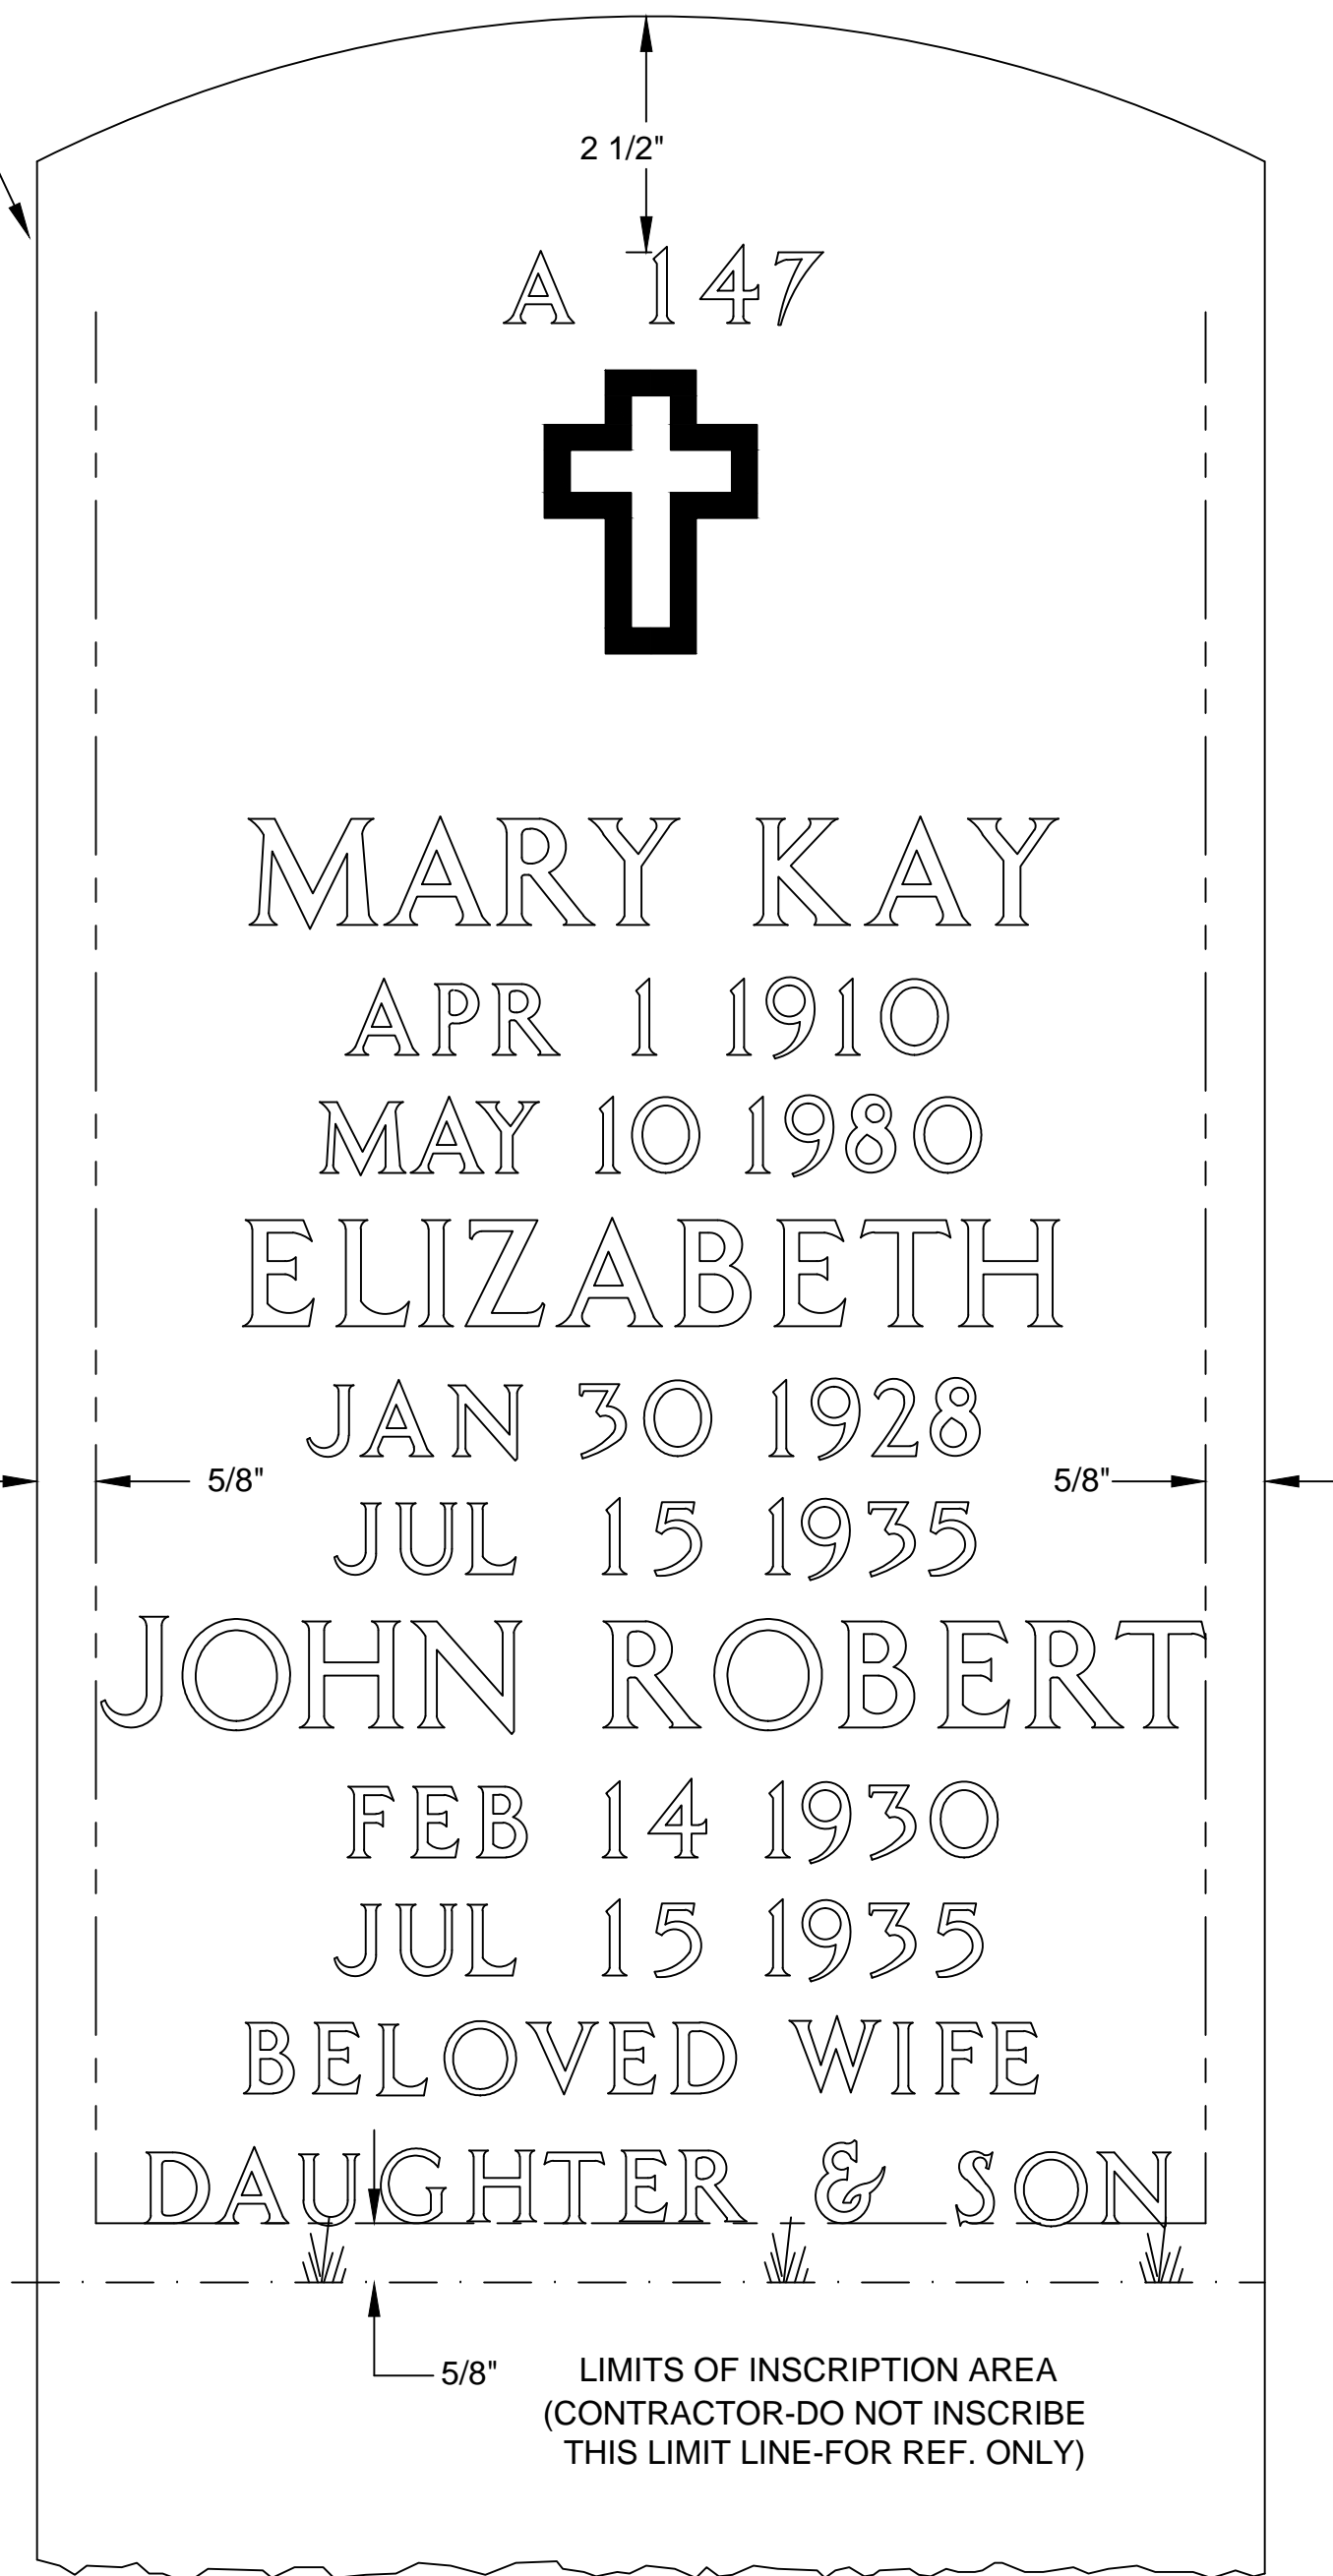 2 1/2"
A 147
MARY KAY
APR 1 1910
MAY 10 1980
ELIZABETH
JAN 30 1928
5/8" 5/8"
JUL 15 1935
JOHN ROBERT
FEB 14 1930
JUL 15 1935
BELOVED WIFE
DAUGHTER & SON
5/8"
LIMITS OF INSCRIPTION AREA
(CONTRACTOR-DO NOT INSCRIBE
THIS LIMIT LINE-FOR REF. ONLY)